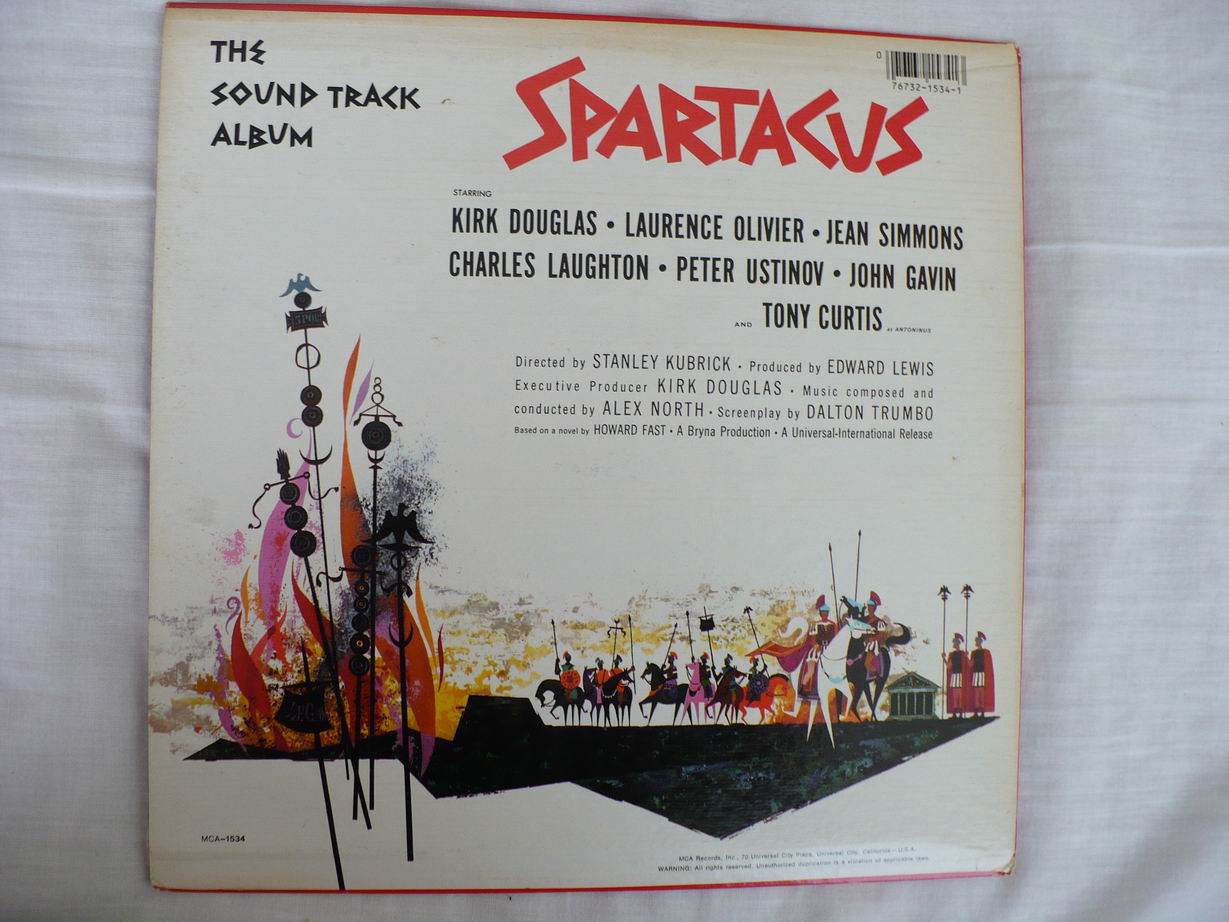 THE
SOUND TRACK
ALBUM
SPARTACUS
0
76732-1534-1
STARRING
KIRK DOUGLAS • LAURENCE OLIVIER • JEAN SIMMONS
CHARLES LAUGHTON • PETER USTINOV • JOHN GAVIN
AND TONY CURTIS as ANTONINUS
Directed by STANLEY KUBRICK • Produced by EDWARD LEWIS
Executive Producer KIRK DOUGLAS • Music composed and
conducted by ALEX NORTH • Screenplay by DALTON TRUMBO
Based on a novel by HOWARD FAST • A Bryna Production • A Universal-International Release
SPQR
MCA-1534
MCA Records, Inc., 70 Universal City Plaza, Universal City, California - U.S.A.
WARNING: All rights reserved. Unauthorized duplication is a violation of applicable laws.